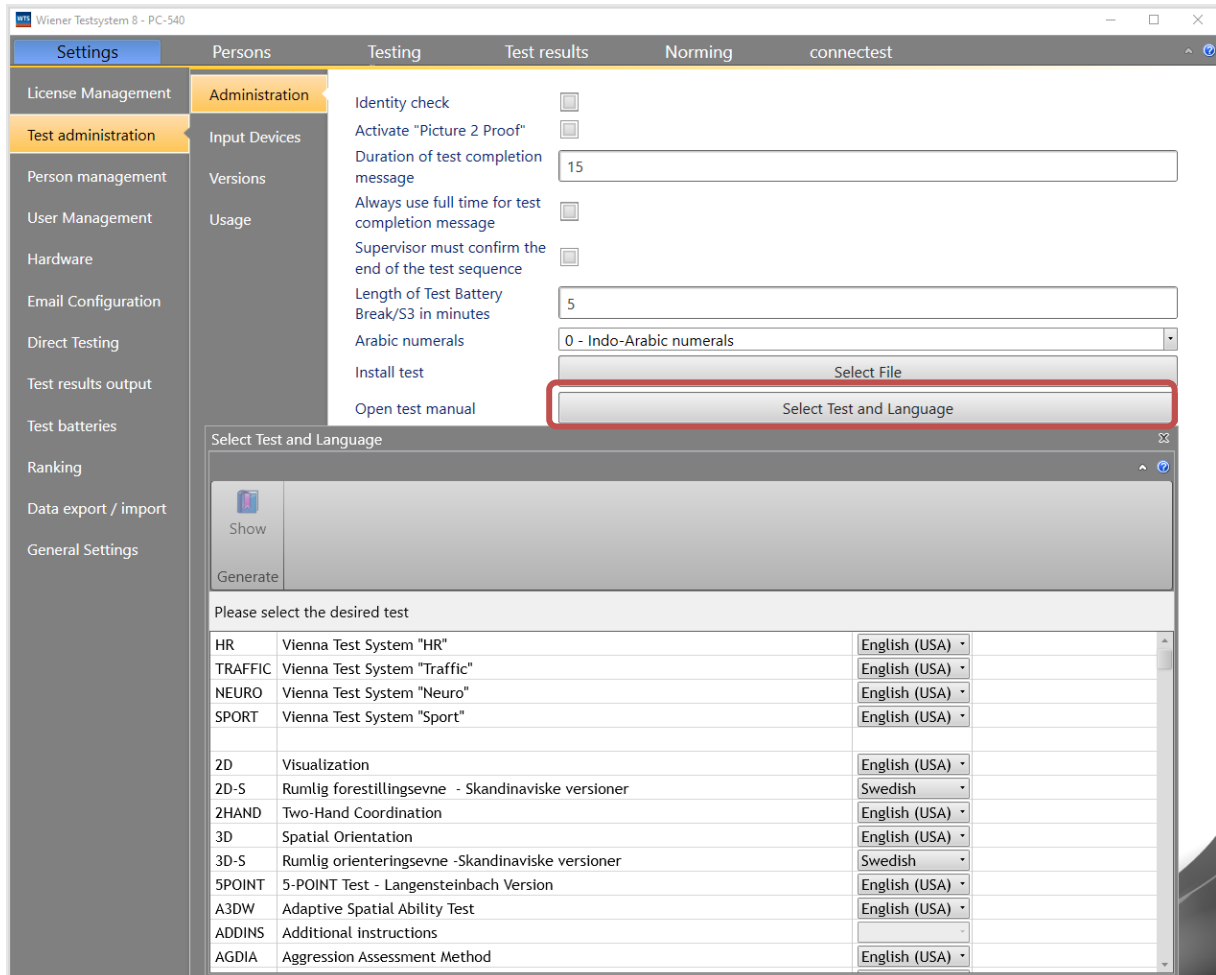 WTS Wiener Testsystem 8 - PC-540
Settings Persons Testing Test results Norming connectest
License Management
Test administration
Person management
User Management
Hardware
Email Configuration
Direct Testing
Test results output
Test batteries
Ranking
Data export / import
General Settings
Administration
Input Devices
Versions
Usage
Identity check
Activate "Picture 2 Proof"
Duration of test completion
message
15
Always use full time for test
completion message
Supervisor must confirm the
end of the test sequence
Length of Test Battery
Break/S3 in minutes
5
Arabic numerals 0 - Indo-Arabic numerals
Install test Select File
Open test manual Select Test and Language
Select Test and Language
Show
Generate
Please select the desired test
HR Vienna Test System "HR" English (USA)
TRAFFIC Vienna Test System "Traffic" English (USA)
NEURO Vienna Test System "Neuro" English (USA)
SPORT Vienna Test System "Sport" English (USA)
2D Visualization English (USA)
2D-S Rumlig forestillingsevne - Skandinaviske versioner Swedish
2HAND Two-Hand Coordination English (USA)
3D Spatial Orientation English (USA)
3D-S Rumlig orienteringsevne -Skandinaviske versioner Swedish
5POINT 5-POINT Test - Langensteinbach Version English (USA)
A3DW Adaptive Spatial Ability Test English (USA)
ADDINS Additional instructions
AGDIA Aggression Assessment Method English (USA)